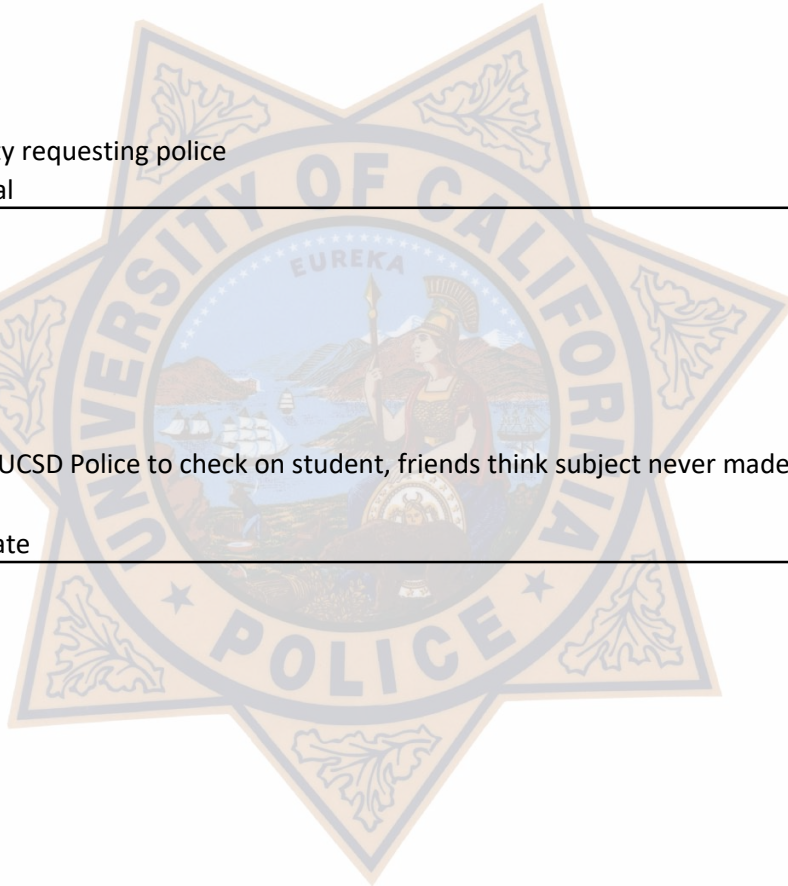 ty requesting police
al
UNIVERSITY OF CALIFORNIA
EUREKA
UCSD Police to check on student, friends think subject never made
ate
POLICE